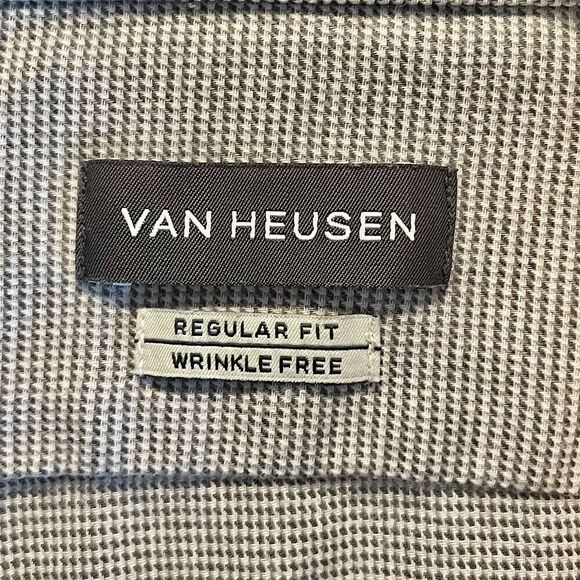 VAN HEUSEN
REGULAR FIT
WRINKLE FREE